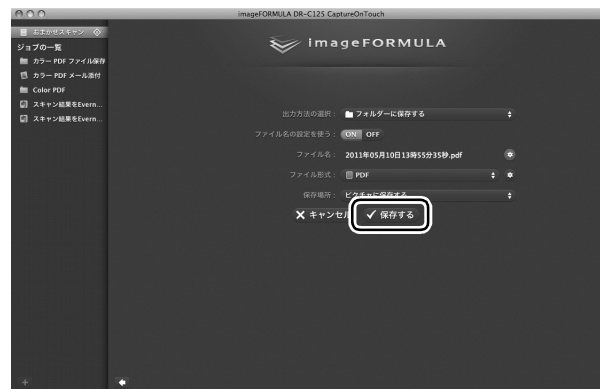 imageFORMULA DR-C125 CaptureOnTouch
おまかせスキャン
ジョブの一覧
カラー PDF ファイル保存
カラー PDF メール添付
Color PDF
スキャン結果をEvern...
スキャン結果をEvern...
imageFORMULA
出力方法の選択： フォルダーに保存する
ファイル名の設定を使う： ON OFF
ファイル名： 2011年05月10日13時55分35秒.pdf
ファイル形式： PDF
保存場所： ピクチャに保存する
キャンセル 保存する